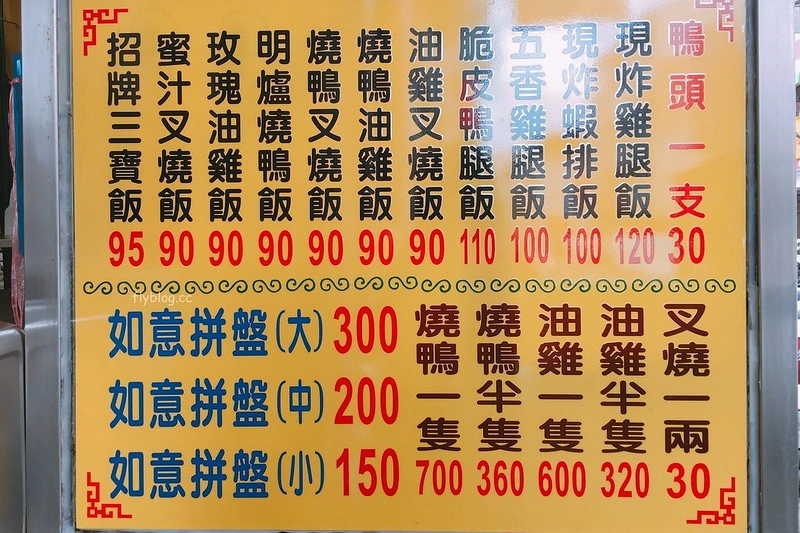 招牌三寶飯 95
蜜汁叉燒飯 90
玫瑰油雞飯 90
明爐燒鴨飯 90
燒鴨叉燒飯 90
燒鴨油雞飯 90
油雞叉燒飯 90
脆皮鴨腿飯 110
五香雞腿飯 100
現炸蝦排飯 100
現炸雞腿飯 120
鴨頭一支 30
flyblog.cc
如意拼盤(大) 300
如意拼盤(中) 200
如意拼盤(小) 150
燒鴨一隻 700
燒鴨半隻 360
油雞一隻 600
油雞半隻 320
叉燒一兩 30